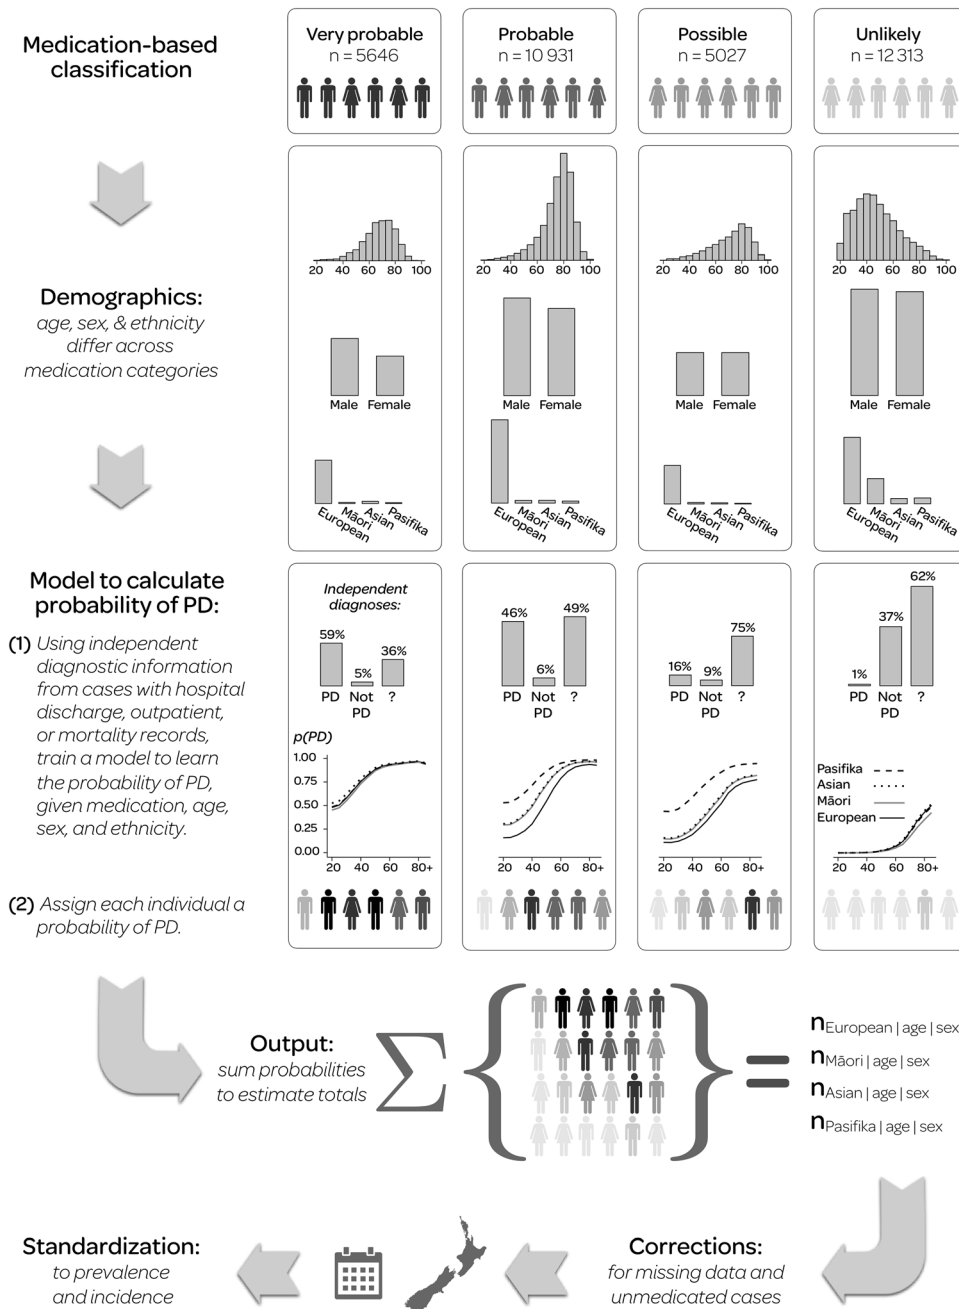 Medication-based
classification
Very probable
n = 5646
Probable
n = 10 931
Possible
n = 5027
Unlikely
n = 12 313
20 40 60 80 100
20 40 60 80 100
20 40 60 80 100
20 40 60 80 100
Demographics:
age, sex, & ethnicity
differ across
medication categories
Male Female
Male Female
Male Female
Male Female
European Māori Asian Pasifika
European Māori Asian Pasifika
European Māori Asian Pasifika
European Māori Asian Pasifika
Model to calculate
probability of PD:
(1) Using independent
diagnostic information
from cases with hospital
discharge, outpatient,
or mortality records,
train a model to learn
the probability of PD,
given medication, age,
sex, and ethnicity.
Independent
diagnoses:
59% 5% 36%
PD Not PD ?
46% 6% 49%
PD Not PD ?
16% 9% 75%
PD Not PD ?
1% 37% 62%
PD Not PD ?
p(PD)
1.00
0.75
0.50
0.25
0.00
20 40 60 80+
20 40 60 80+
20 40 60 80+
Pasifika
Asian
Māori
European
20 40 60 80+
(2) Assign each individual a
probability of PD.
Output:
sum probabilities
to estimate totals
Σ { } =
nEuropean | age | sex
nMāori | age | sex
nAsian | age | sex
nPasifika | age | sex
Standardization:
to prevalence
and incidence
Corrections:
for missing data and
unmedicated cases